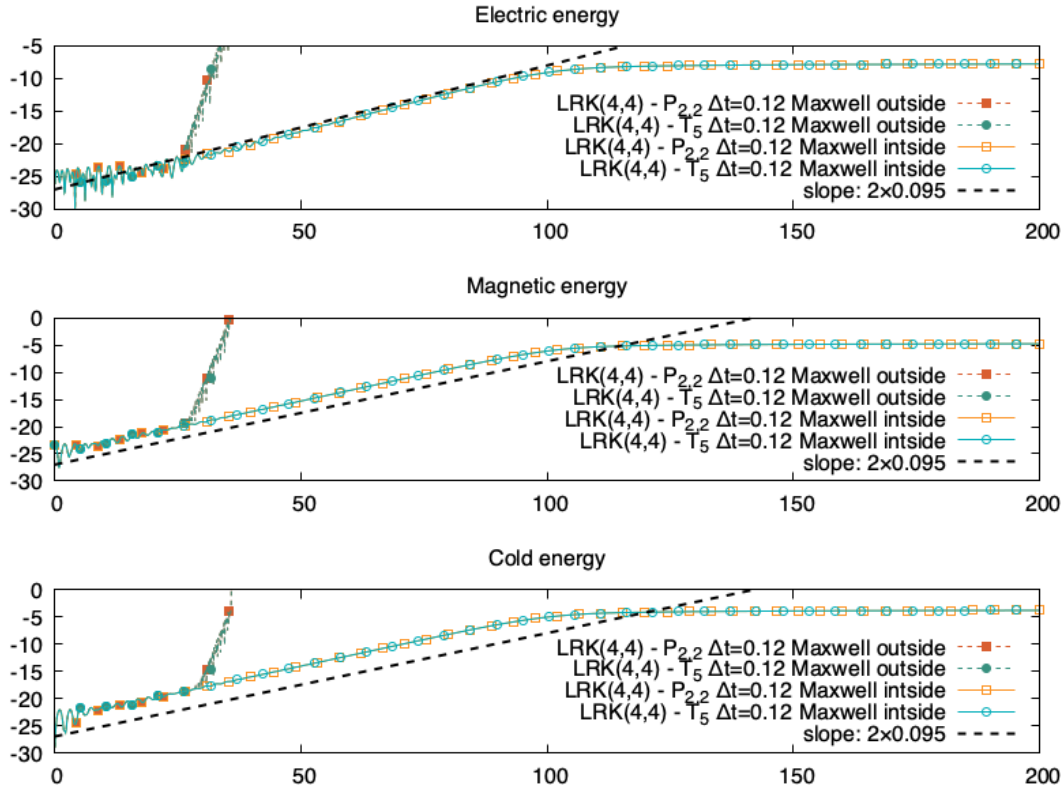 Electric energy
-5
-10
-15
-20
-25
-30
LRK(4,4) - P2,2 Δt=0.12 Maxwell outside
LRK(4,4) - T5 Δt=0.12 Maxwell outside
LRK(4,4) - P2,2 Δt=0.12 Maxwell intside
LRK(4,4) - T5 Δt=0.12 Maxwell intside
slope: 2×0.095
0 50 100 150 200
Magnetic energy
0
-5
-10
-15
-20
-25
-30
LRK(4,4) - P2,2 Δt=0.12 Maxwell outside
LRK(4,4) - T5 Δt=0.12 Maxwell outside
LRK(4,4) - P2,2 Δt=0.12 Maxwell intside
LRK(4,4) - T5 Δt=0.12 Maxwell intside
slope: 2×0.095
0 50 100 150 200
Cold energy
0
-5
-10
-15
-20
-25
-30
LRK(4,4) - P2,2 Δt=0.12 Maxwell outside
LRK(4,4) - T5 Δt=0.12 Maxwell outside
LRK(4,4) - P2,2 Δt=0.12 Maxwell intside
LRK(4,4) - T5 Δt=0.12 Maxwell intside
slope: 2×0.095
0 50 100 150 200